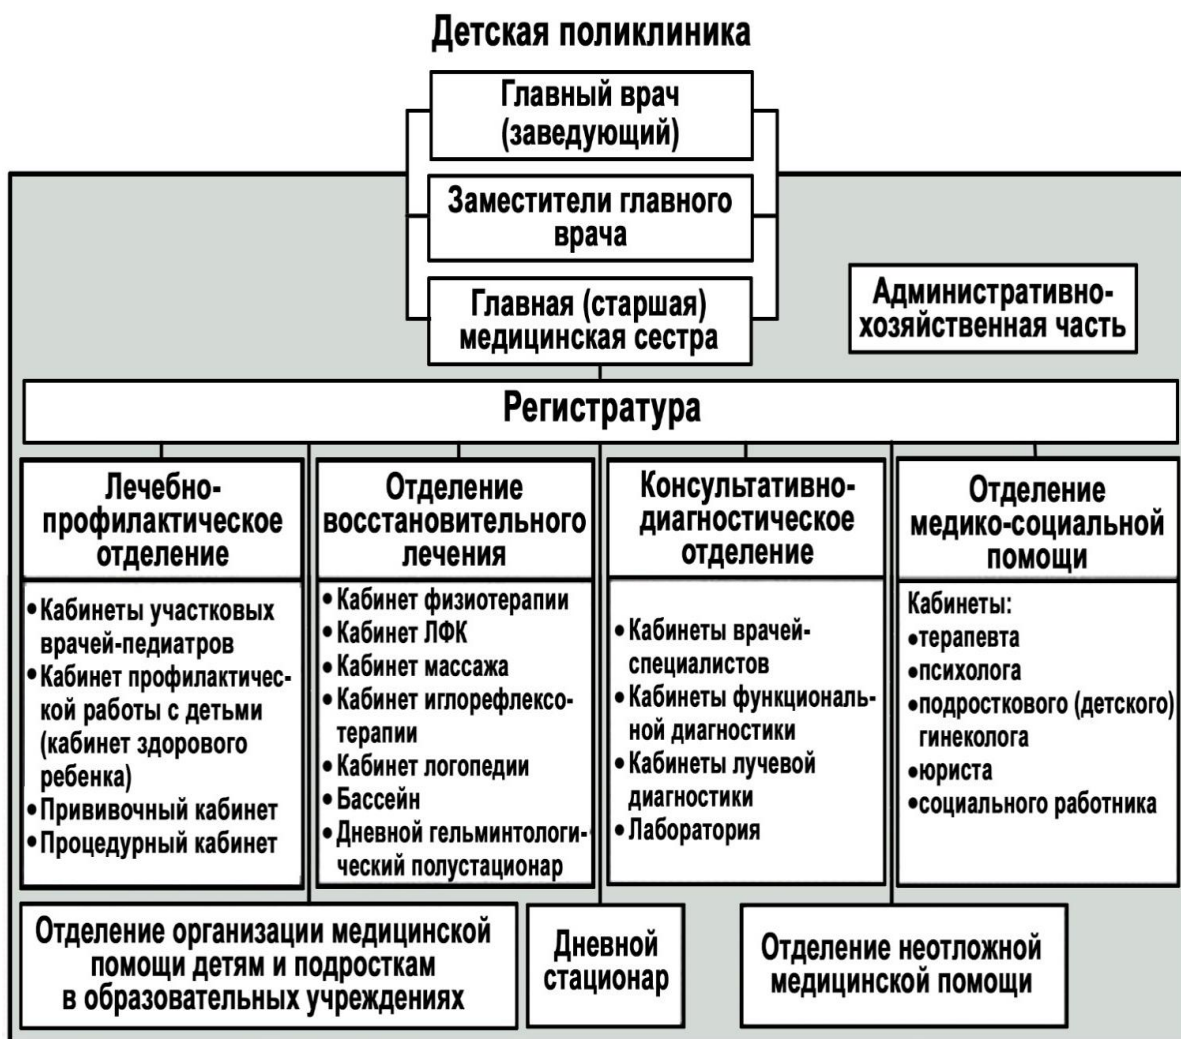 Детская поликлиника
Главный врач
(заведующий)
Заместители главного
врача
Главная (старшая)
медицинская сестра
Административно-
хозяйственная часть
Регистратура
Лечебно-
профилактическое
отделение
•Кабинеты участковых
врачей-педиатров
•Кабинет профилактичес-
кой работы с детьми
(кабинет здорового
ребенка)
•Прививочный кабинет
•Процедурный кабинет
Отделение
восстановительного
лечения
•Кабинет физиотерапии
•Кабинет ЛФК
•Кабинет массажа
•Кабинет иглорефлексо-
терапии
•Кабинет логопедии
•Бассейн
•Дневной гельминтологи-
ческий полустационар
Консультативно-
диагностическое
отделение
•Кабинеты врачей-
специалистов
•Кабинеты функциональ-
ной диагностики
•Кабинеты лучевой
диагностики
•Лаборатория
Отделение
медико-социальной
помощи
Кабинеты:
•терапевта
•психолога
•подросткового (детского)
гинеколога
•юриста
•социального работника
Отделение организации медицинской
помощи детям и подросткам
в образовательных учреждениях
Дневной
стационар
Отделение неотложной
медицинской помощи